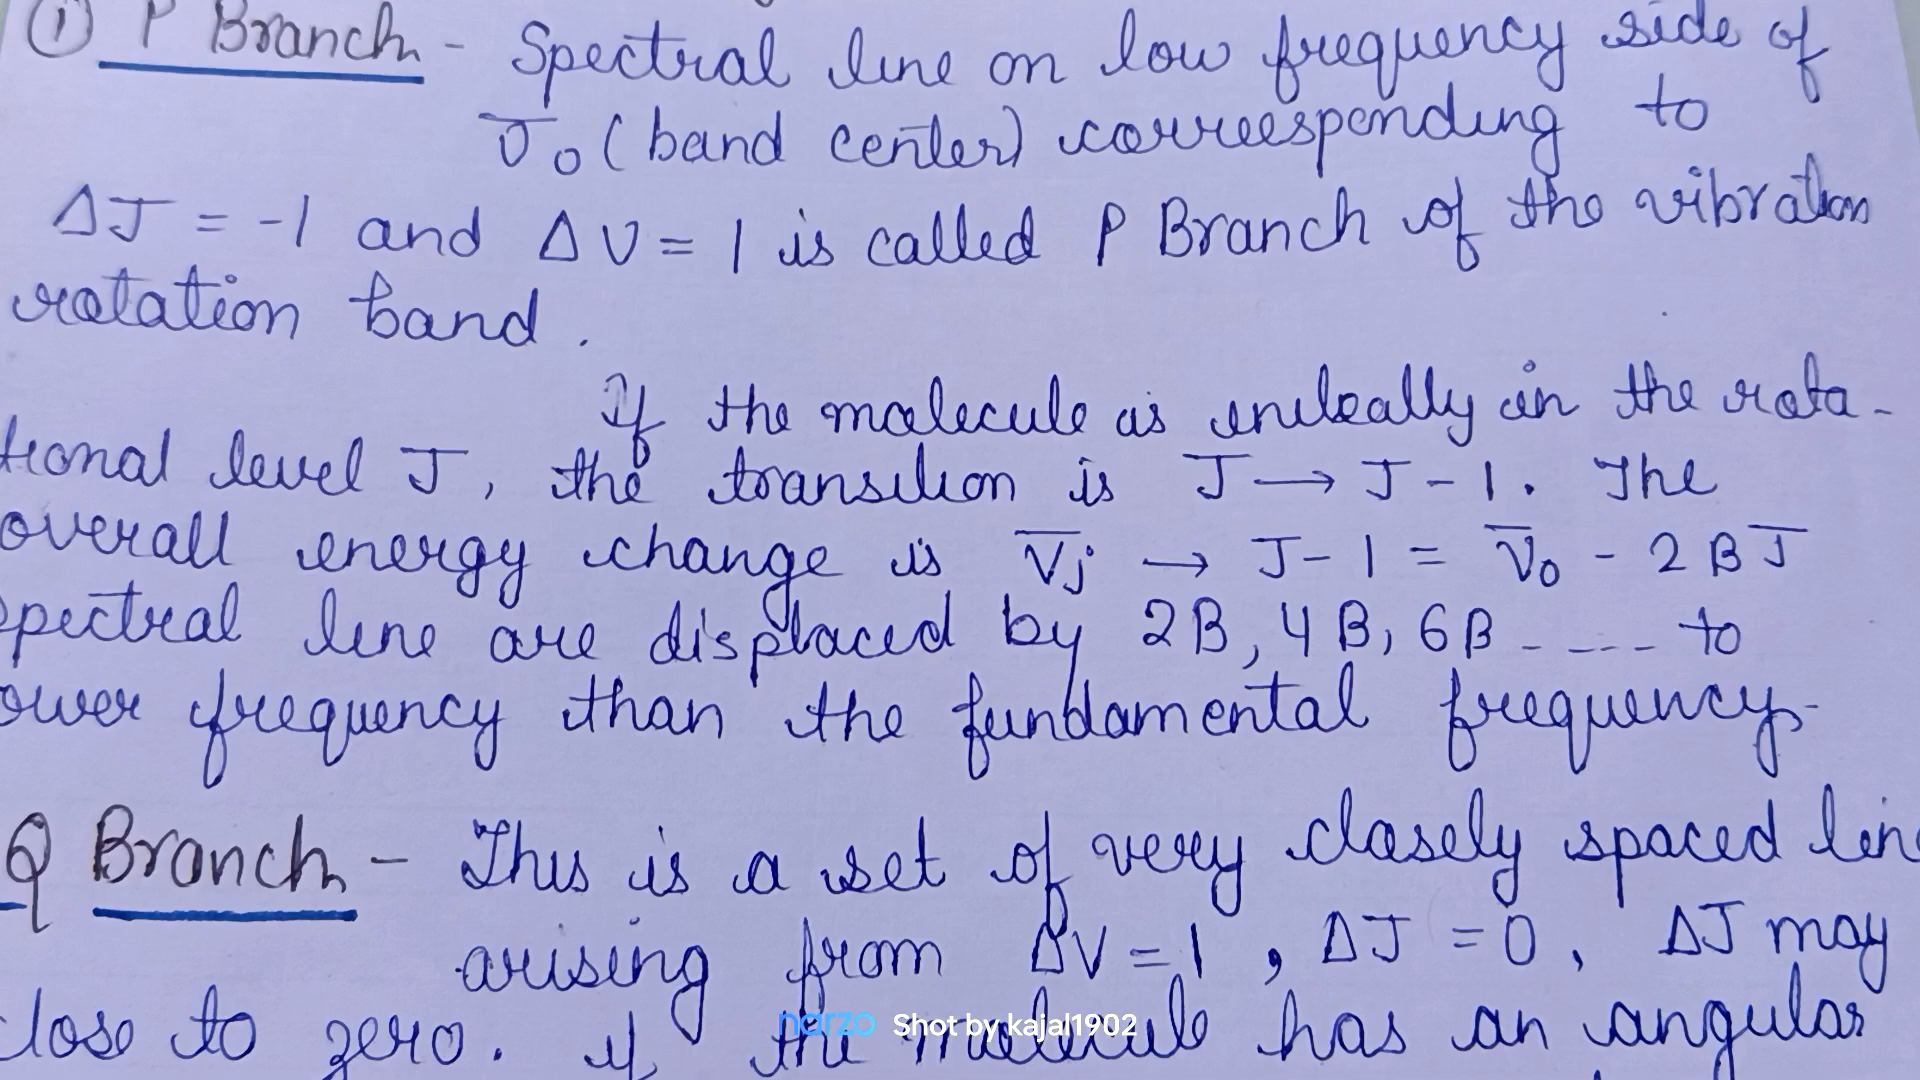 ① P Branch - Spectral line on low frequency side of
ν̅₀ (band center) correesponding to
ΔJ = -1 and ΔV = 1 is called P Branch of the vibration
rotation band.
If the molecule is initially in the rota-
tional level J, the transition is J → J - 1. The
overall energy change is V̅j → J - 1 = V̅₀ - 2BJ
spectral line are displaced by 2B, 4B, 6B ----- to
ower frequency than the fundamental frequency.
Q Branch - This is a set of very closely spaced line
arising from ΔV = 1, ΔJ = 0, ΔJ may
lose to zero. if the molecule has an angular
narzo Shot by kajal1902